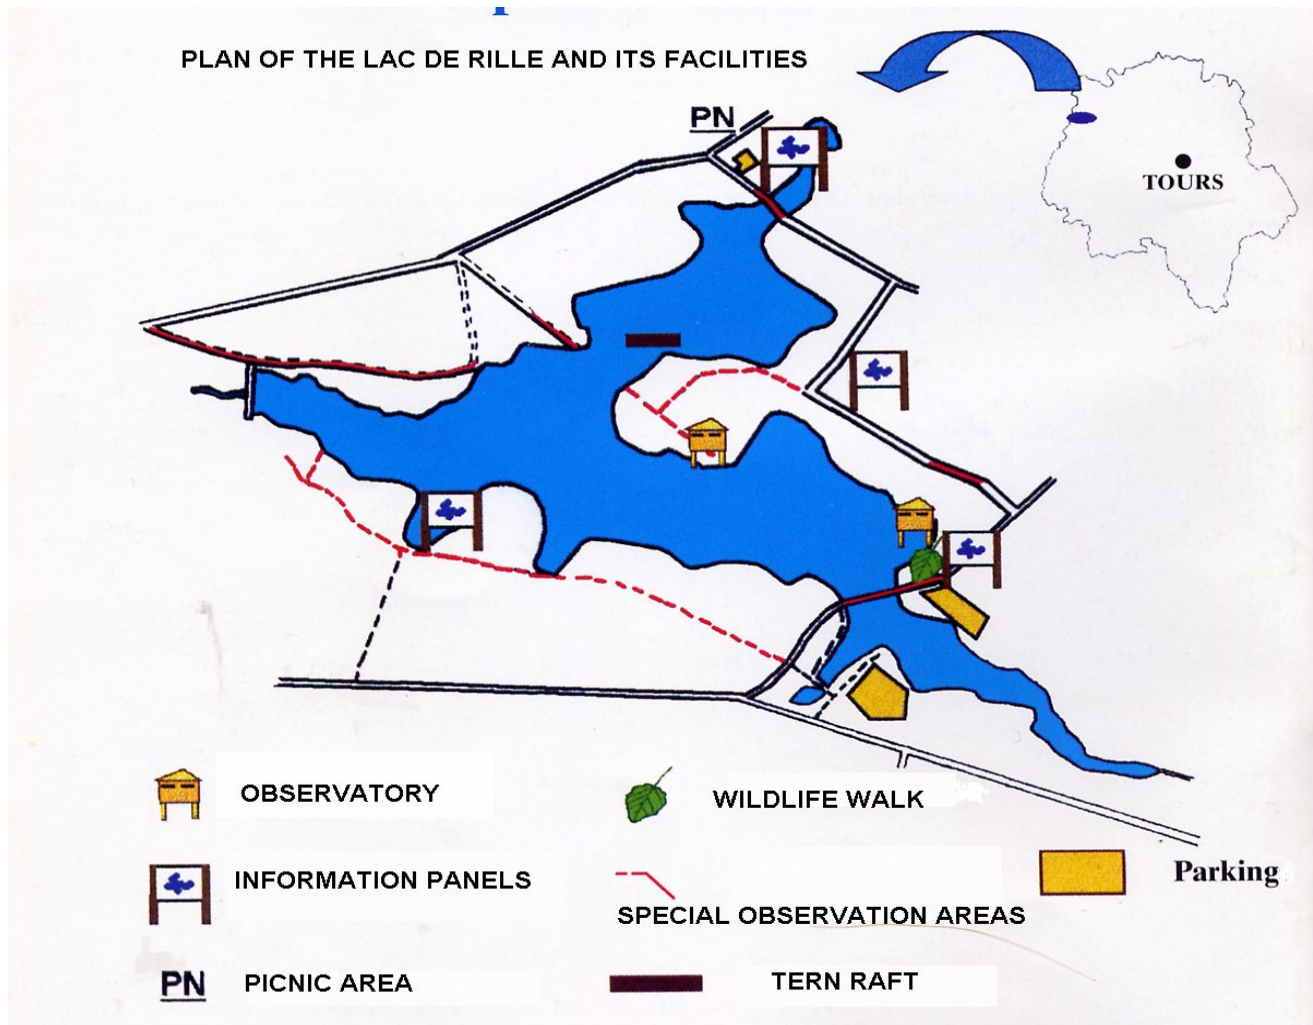 PLAN OF THE LAC DE RILLE AND ITS FACILITIES
PN
TOURS
OBSERVATORY
WILDLIFE WALK
INFORMATION PANELS
Parking
SPECIAL OBSERVATION AREAS
PN PICNIC AREA
TERN RAFT